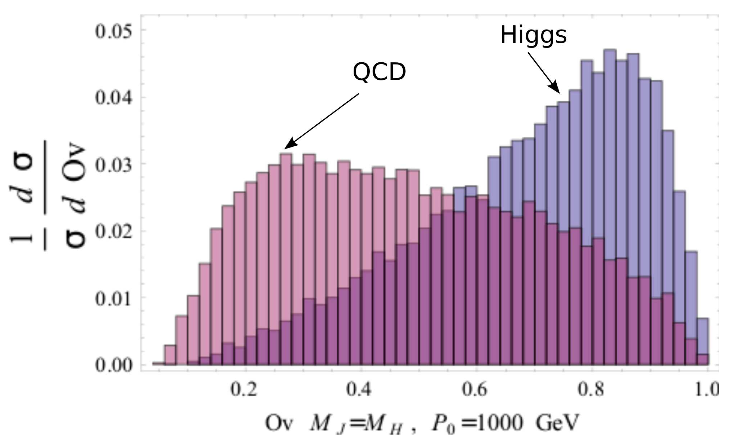 0.05
Higgs
QCD
0.04
0.03
0.02
0.01
0.00
1 d σ
σ d Ov
0.2 0.4 0.6 0.8 1.0
Ov M_J=M_H , P_0=1000 GeV